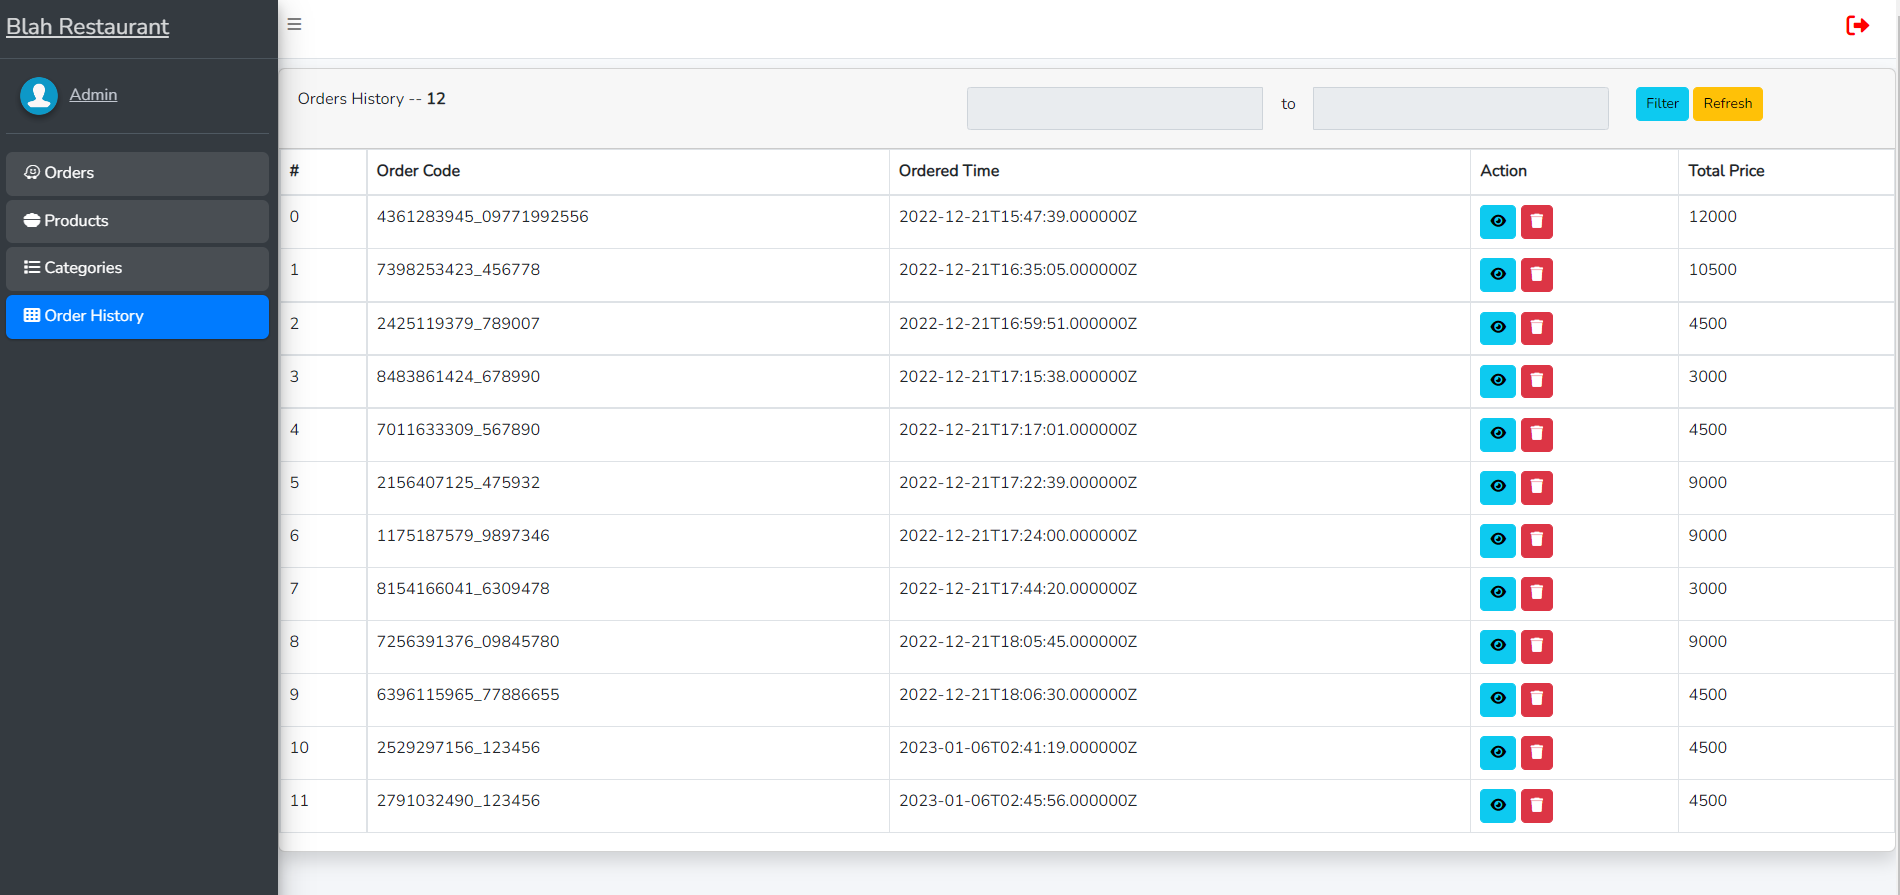 Blah Restaurant
Admin
Orders
Products
Categories
Order History
Orders History -- 12
to
Filter
Refresh
# Order Code Ordered Time Action Total Price
0 4361283945_09771992556 2022-12-21T15:47:39.000000Z 12000
1 7398253423_456778 2022-12-21T16:35:05.000000Z 10500
2 2425119379_789007 2022-12-21T16:59:51.000000Z 4500
3 8483861424_678990 2022-12-21T17:15:38.000000Z 3000
4 7011633309_567890 2022-12-21T17:17:01.000000Z 4500
5 2156407125_475932 2022-12-21T17:22:39.000000Z 9000
6 1175187579_9897346 2022-12-21T17:24:00.000000Z 9000
7 8154166041_6309478 2022-12-21T17:44:20.000000Z 3000
8 7256391376_09845780 2022-12-21T18:05:45.000000Z 9000
9 6396115965_77886655 2022-12-21T18:06:30.000000Z 4500
10 2529297156_123456 2023-01-06T02:41:19.000000Z 4500
11 2791032490_123456 2023-01-06T02:45:56.000000Z 4500